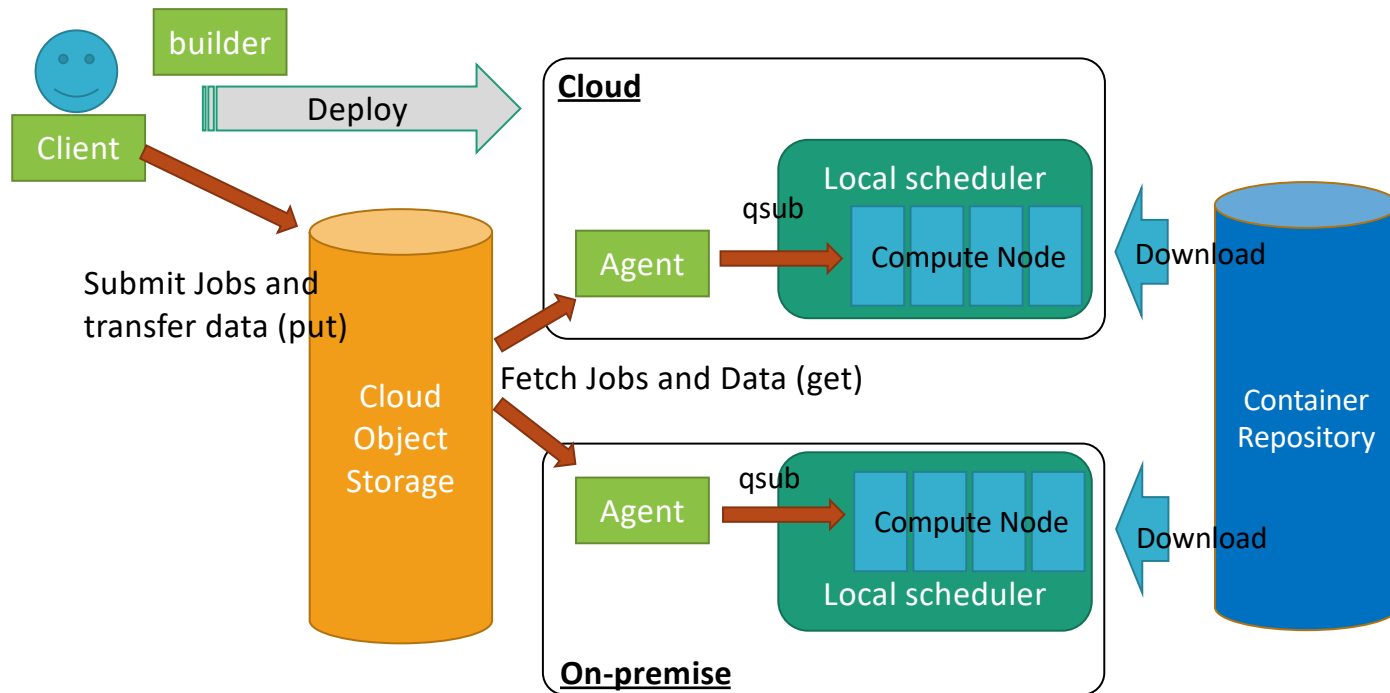 builder
Client
Deploy
Cloud
Local scheduler
qsub
Agent
Compute Node
Download
Submit Jobs and
transfer data (put)
Fetch Jobs and Data (get)
Cloud
Object
Storage
Container
Repository
qsub
Agent
Compute Node
Download
Local scheduler
On-premise